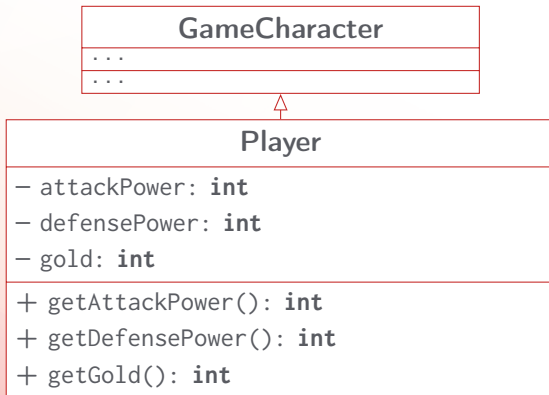 GameCharacter
...
...
Player
− attackPower: int
− defensePower: int
− gold: int
+ getAttackPower(): int
+ getDefensePower(): int
+ getGold(): int